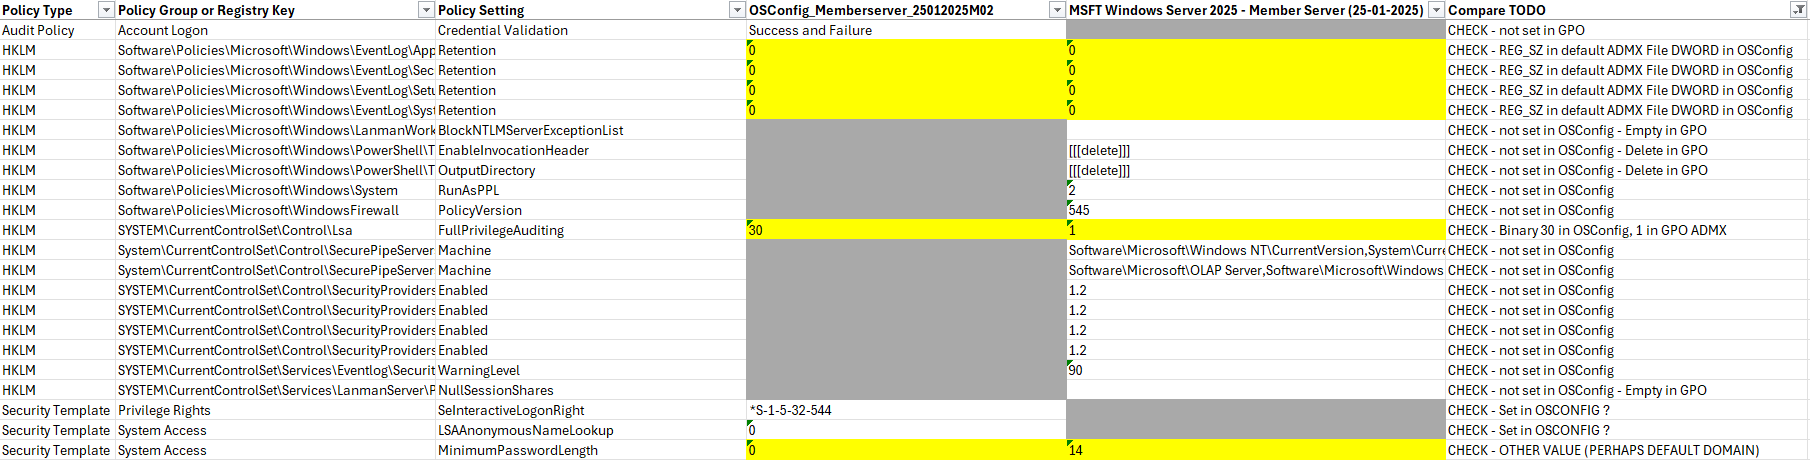 Policy Type Policy Group or Registry Key Policy Setting OSConfig_Memberserver_25012025M02 MSFT Windows Server 2025 - Member Server (25-01-2025) Compare TODO
Audit Policy Account Logon Credential Validation Success and Failure CHECK - not set in GPO
HKLM Software\Policies\Microsoft\Windows\EventLog\App Retention 0 0 CHECK - REG_SZ in default ADMX File DWORD in OSConfig
HKLM Software\Policies\Microsoft\Windows\EventLog\Sec Retention 0 0 CHECK - REG_SZ in default ADMX File DWORD in OSConfig
HKLM Software\Policies\Microsoft\Windows\EventLog\Setu Retention 0 0 CHECK - REG_SZ in default ADMX File DWORD in OSConfig
HKLM Software\Policies\Microsoft\Windows\EventLog\Syst Retention 0 0 CHECK - REG_SZ in default ADMX File DWORD in OSConfig
HKLM Software\Policies\Microsoft\Windows\LanmanWork BlockNTLMServerExceptionList CHECK - not set in OSConfig - Empty in GPO
HKLM Software\Policies\Microsoft\Windows\PowerShell\T EnableInvocationHeader [[[delete]]] CHECK - not set in OSConfig - Delete in GPO
HKLM Software\Policies\Microsoft\Windows\PowerShell\T OutputDirectory [[[delete]]] CHECK - not set in OSConfig - Delete in GPO
HKLM Software\Policies\Microsoft\Windows\System RunAsPPL 2 CHECK - not set in OSConfig
HKLM Software\Policies\Microsoft\WindowsFirewall PolicyVersion 545 CHECK - not set in OSConfig
HKLM SYSTEM\CurrentControlSet\Control\Lsa FullPrivilegeAuditing 30 1 CHECK - Binary 30 in OSConfig, 1 in GPO ADMX
HKLM System\CurrentControlSet\Control\SecurePipeServer Machine Software\Microsoft\Windows NT\CurrentVersion,System\Curre CHECK - not set in OSConfig
HKLM System\CurrentControlSet\Control\SecurePipeServer Machine Software\Microsoft\OLAP Server,Software\Microsoft\Windows CHECK - not set in OSConfig
HKLM SYSTEM\CurrentControlSet\Control\SecurityProviders Enabled 1.2 CHECK - not set in OSConfig
HKLM SYSTEM\CurrentControlSet\Control\SecurityProviders Enabled 1.2 CHECK - not set in OSConfig
HKLM SYSTEM\CurrentControlSet\Control\SecurityProviders Enabled 1.2 CHECK - not set in OSConfig
HKLM SYSTEM\CurrentControlSet\Control\SecurityProviders Enabled 1.2 CHECK - not set in OSConfig
HKLM SYSTEM\CurrentControlSet\Services\Eventlog\Securit WarningLevel 90 CHECK - not set in OSConfig
HKLM SYSTEM\CurrentControlSet\Services\LanmanServer\P NullSessionShares CHECK - not set in OSConfig - Empty in GPO
Security Template Privilege Rights SeInteractiveLogonRight *S-1-5-32-544 CHECK - Set in OSCONFIG ?
Security Template System Access LSAAnonymousNameLookup 0 CHECK - Set in OSCONFIG ?
Security Template System Access MinimumPasswordLength 0 14 CHECK - OTHER VALUE (PERHAPS DEFAULT DOMAIN)